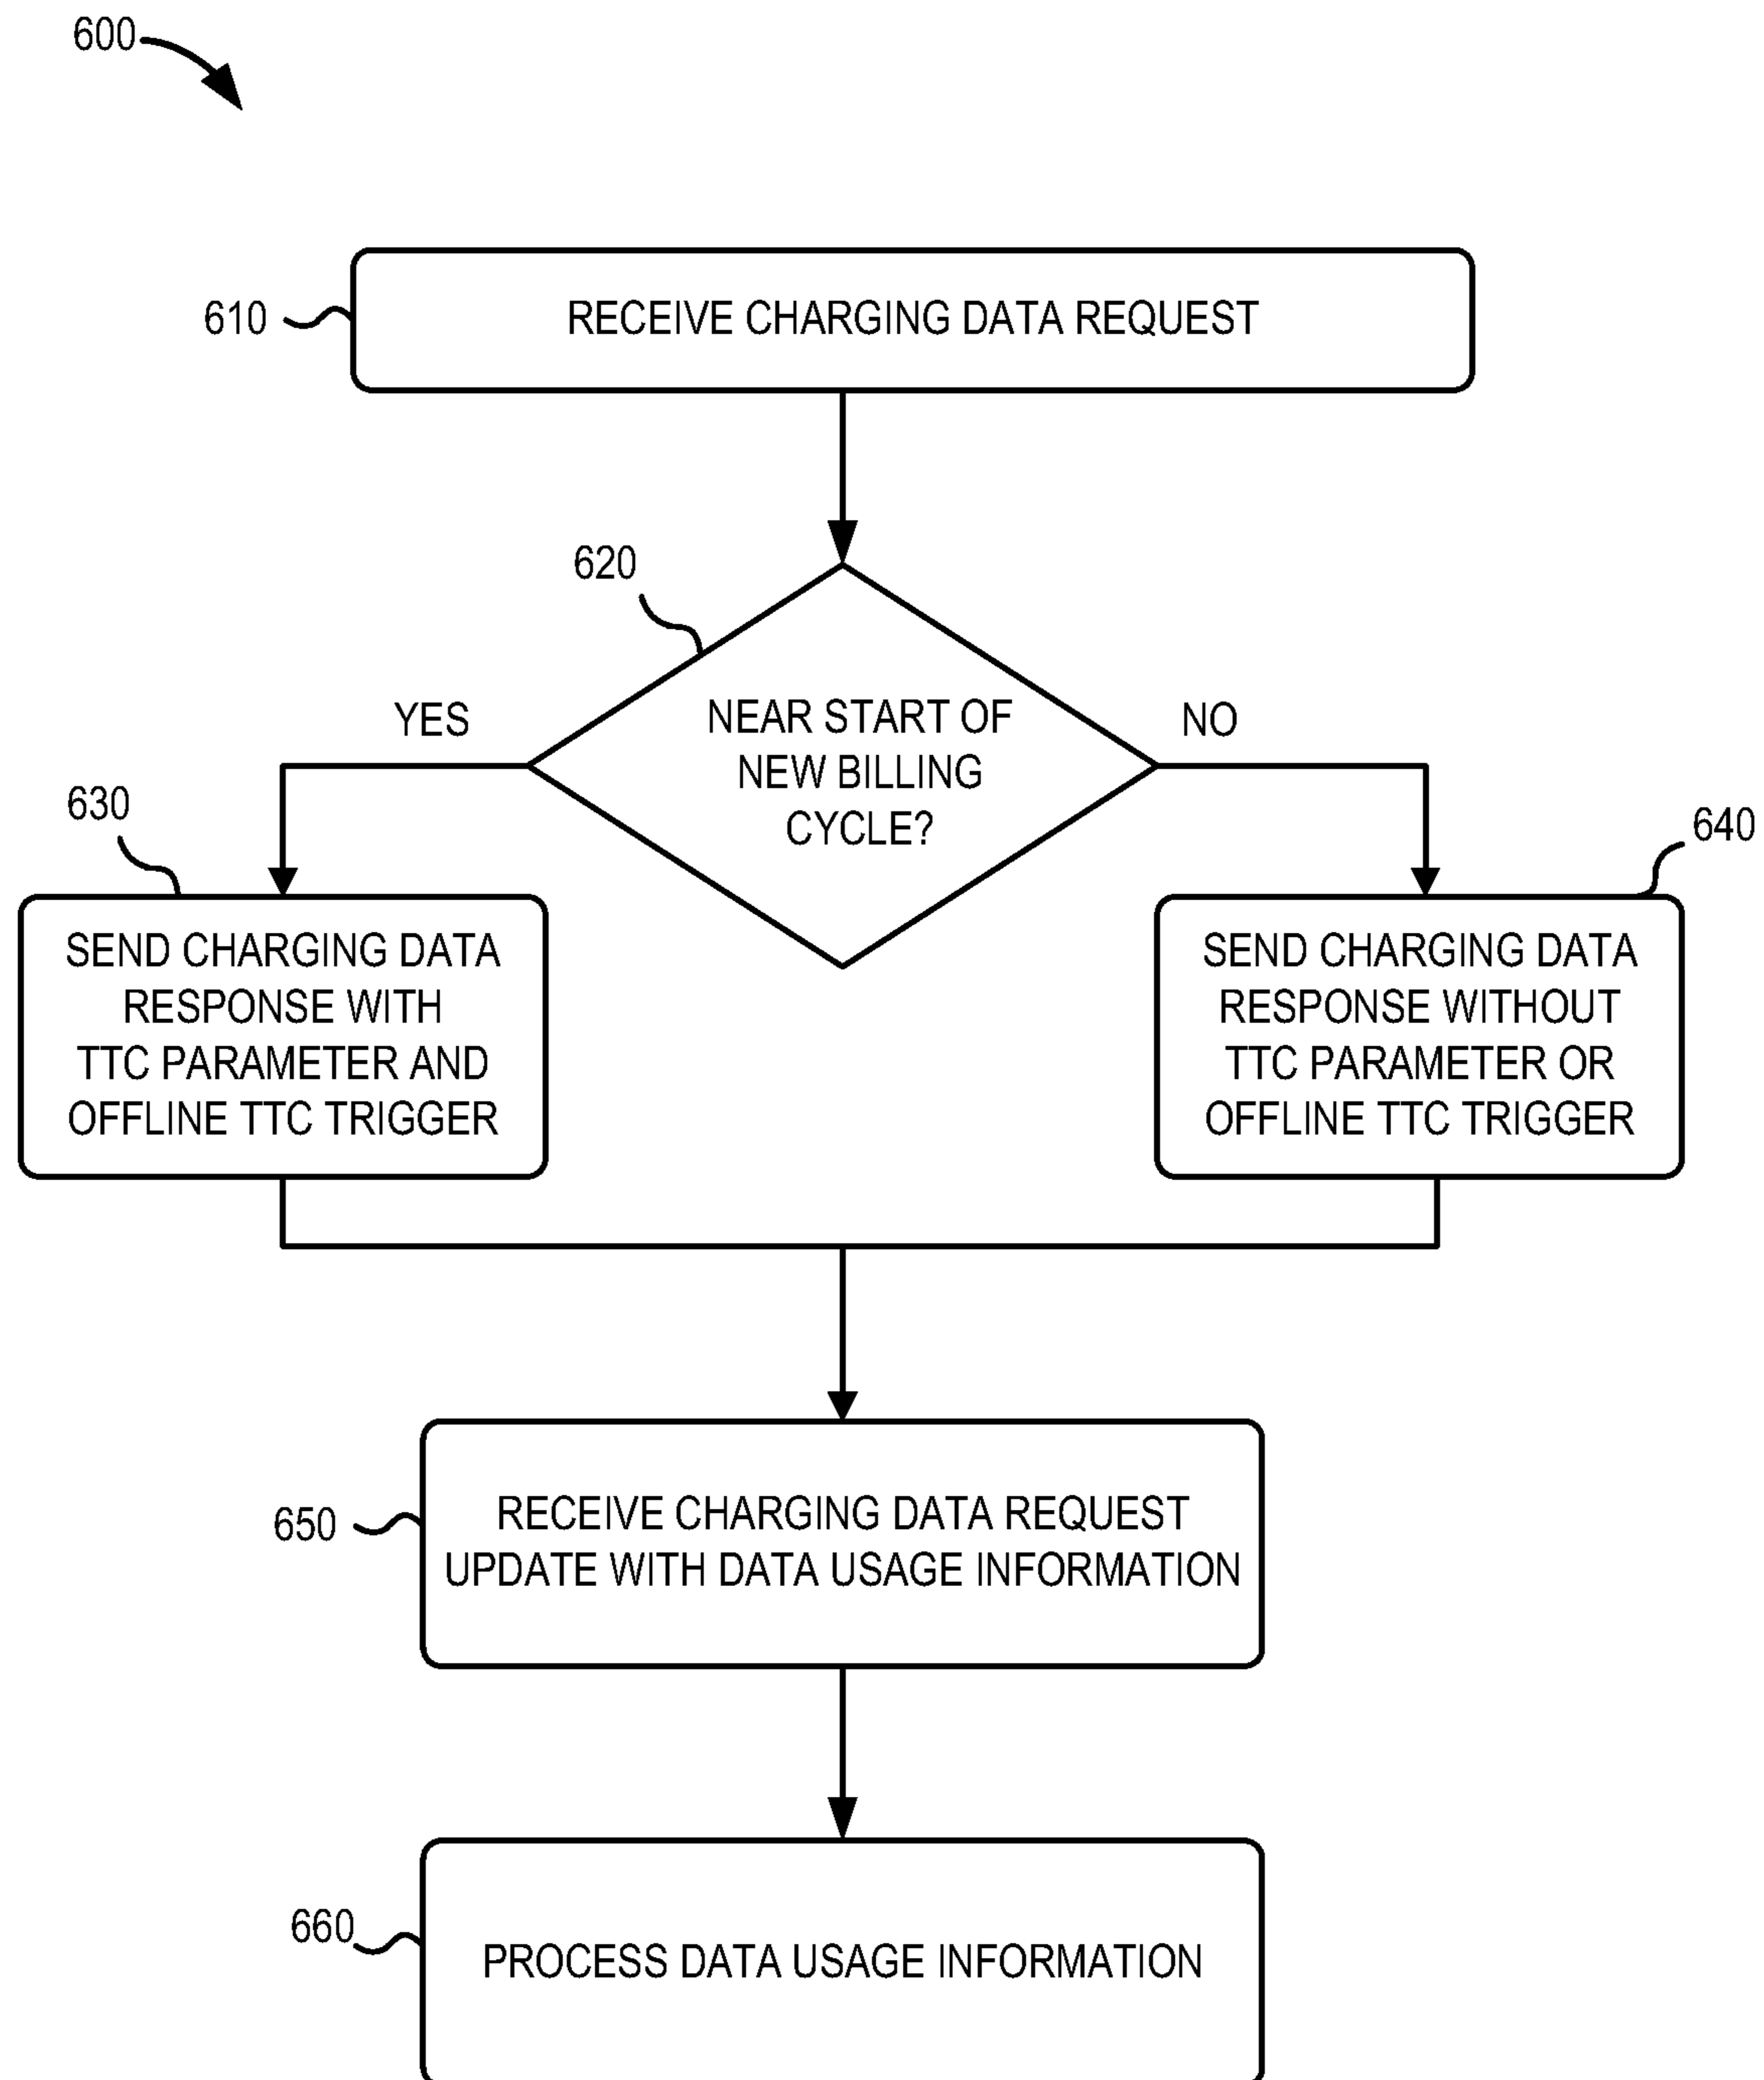 600
610
RECEIVE CHARGING DATA REQUEST
620
YES
NEAR START OF
NEW BILLING
CYCLE?
NO
630
640
SEND CHARGING DATA
RESPONSE WITH
TTC PARAMETER AND
OFFLINE TTC TRIGGER
SEND CHARGING DATA
RESPONSE WITHOUT
TTC PARAMETER OR
OFFLINE TTC TRIGGER
650
RECEIVE CHARGING DATA REQUEST
UPDATE WITH DATA USAGE INFORMATION
660
PROCESS DATA USAGE INFORMATION